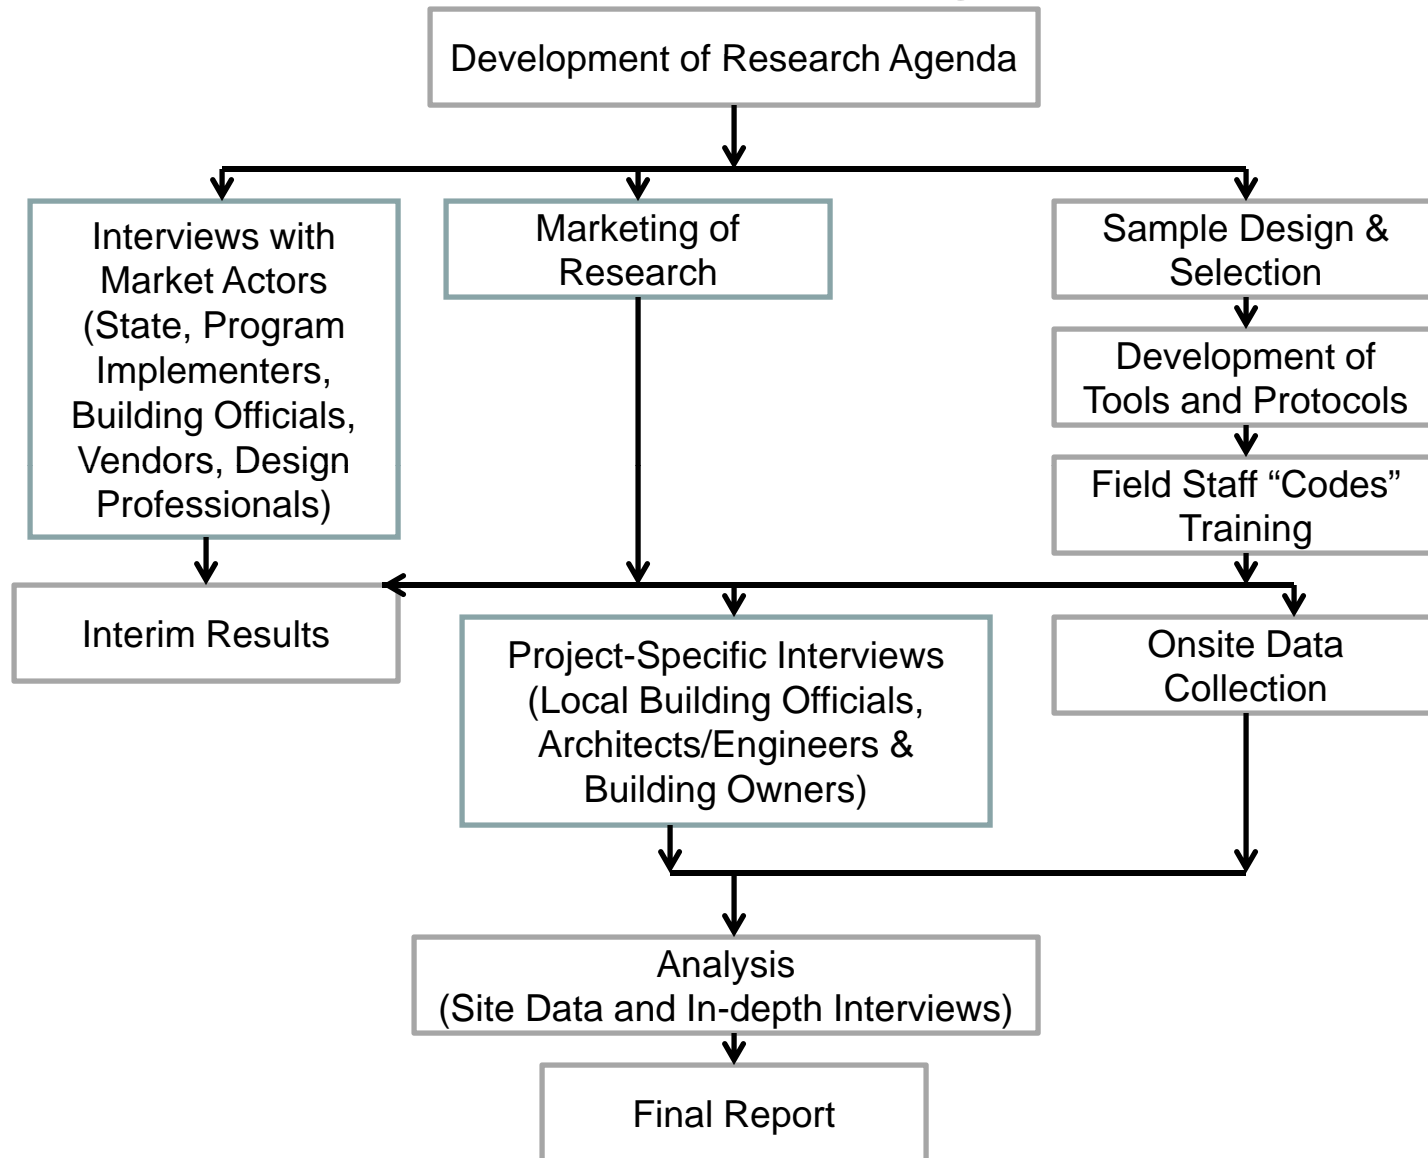 Development of Research Agenda
Interviews with
Market Actors
(State, Program
Implementers,
Building Officials,
Vendors, Design
Professionals)
Marketing of
Research
Sample Design &
Selection
Development of
Tools and Protocols
Field Staff “Codes”
Training
Interim Results
Project-Specific Interviews
(Local Building Officials,
Architects/Engineers &
Building Owners)
Onsite Data
Collection
Analysis
(Site Data and In-depth Interviews)
Final Report